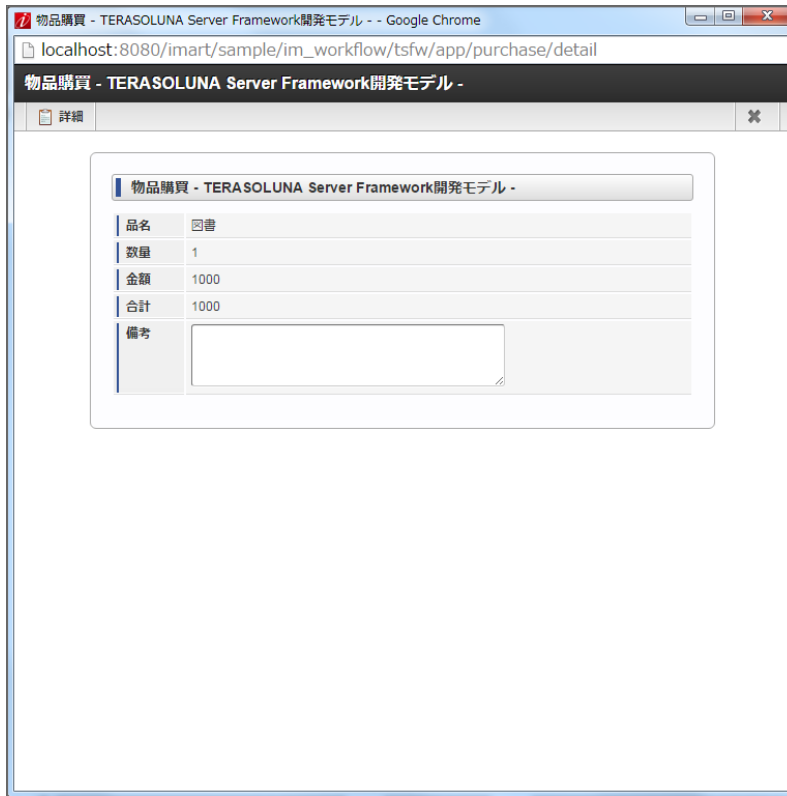 物品購買 - TERASOLUNA Server Framework開発モデル - - Google Chrome
localhost:8080/imart/sample/im_workflow/tsfw/app/purchase/detail
物品購買 - TERASOLUNA Server Framework開発モデル -
詳細
物品購買 - TERASOLUNA Server Framework開発モデル -
品名 図書
数量 1
金額 1000
合計 1000
備考